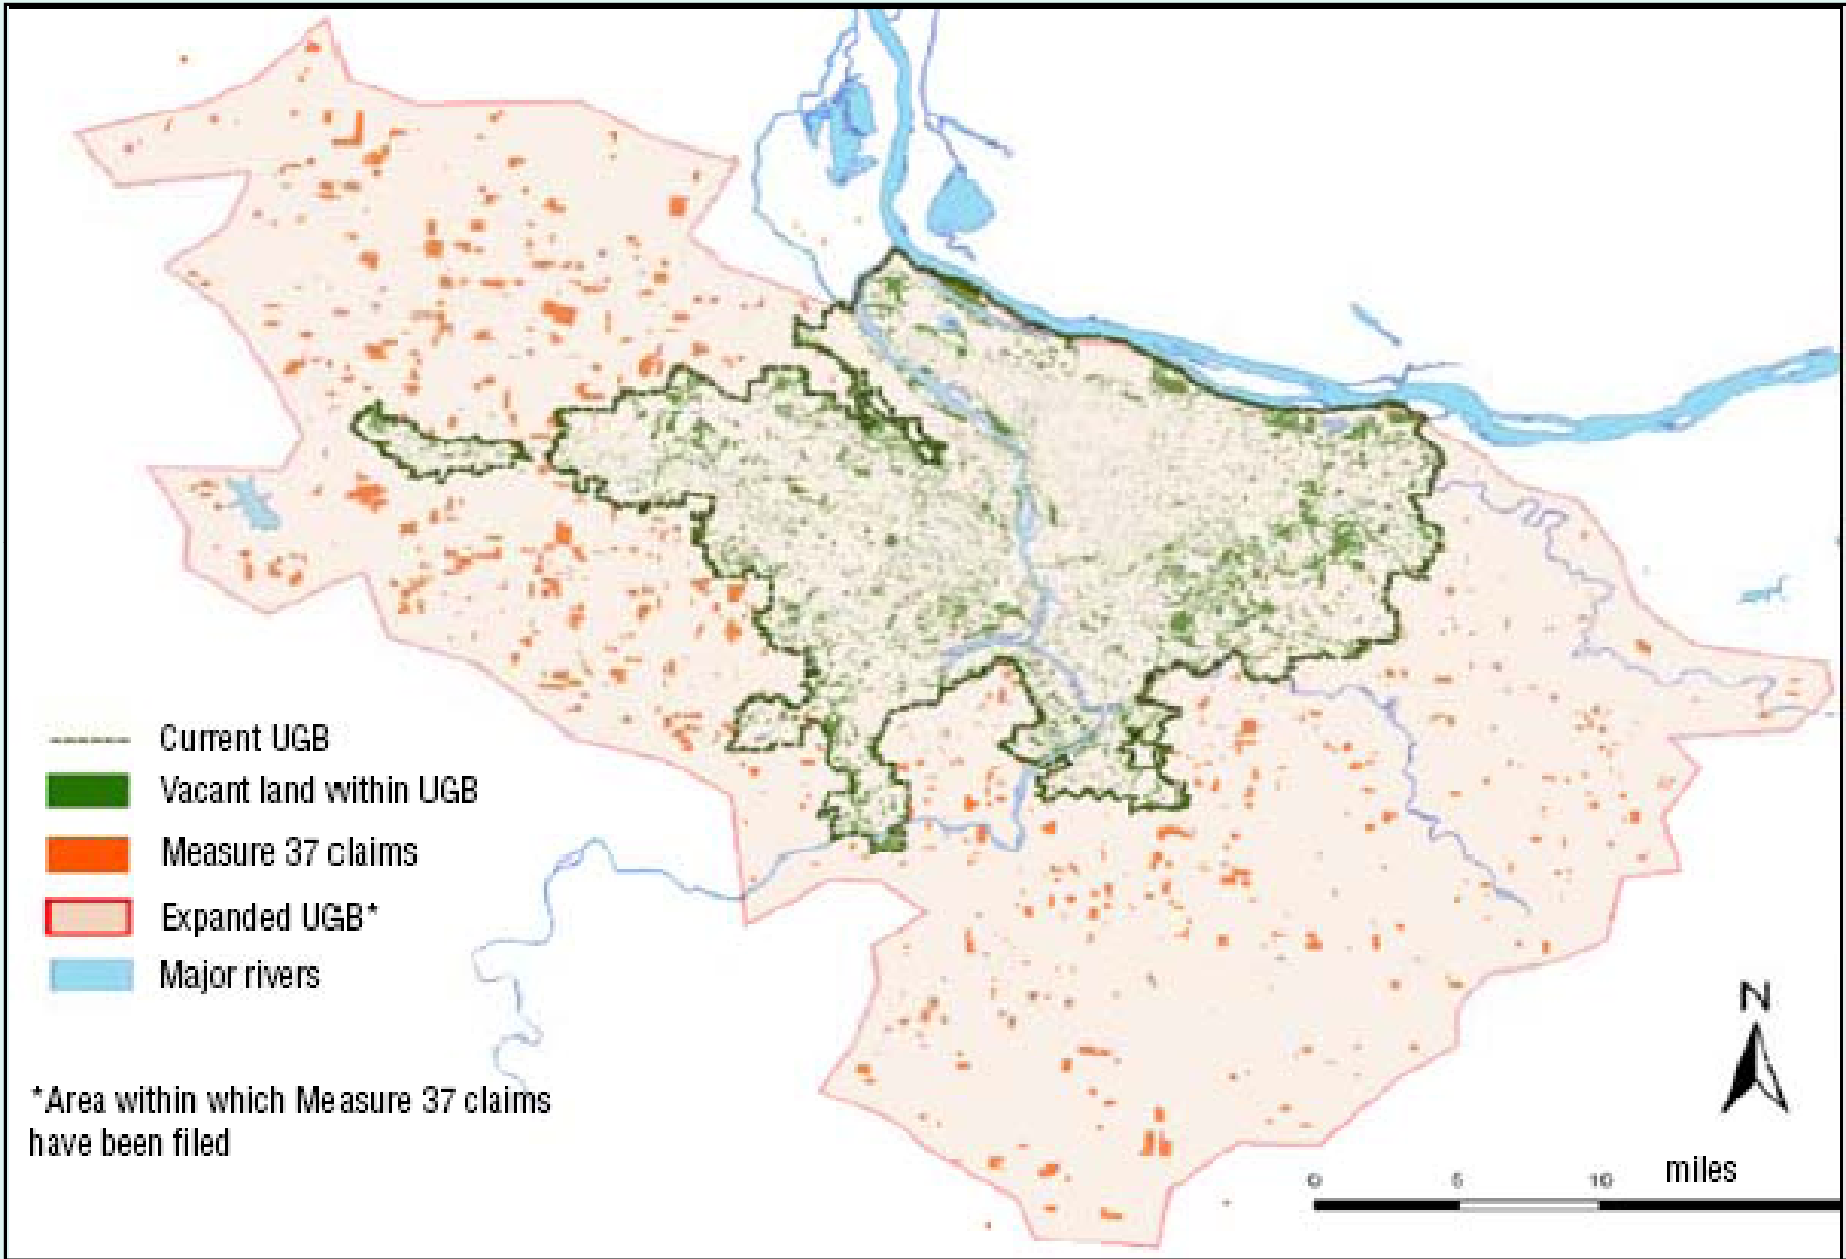 Current UGB
Vacant land within UGB
Measure 37 claims
Expanded UGB*
Major rivers
*Area within which Measure 37 claims
have been filed
N
0 5 10 miles